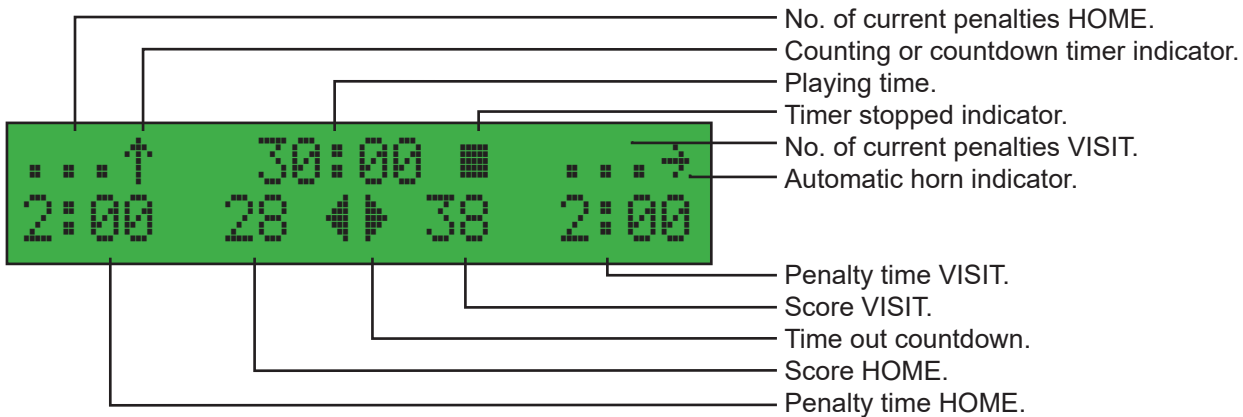 No. of current penalties HOME.
Counting or countdown timer indicator.
Playing time.
Timer stopped indicator.
No. of current penalties VISIT.
Automatic horn indicator.
...↑ 30:00 ■ ...→
2:00 28 ◀▶ 38 2:00
Penalty time VISIT.
Score VISIT.
Time out countdown.
Score HOME.
Penalty time HOME.